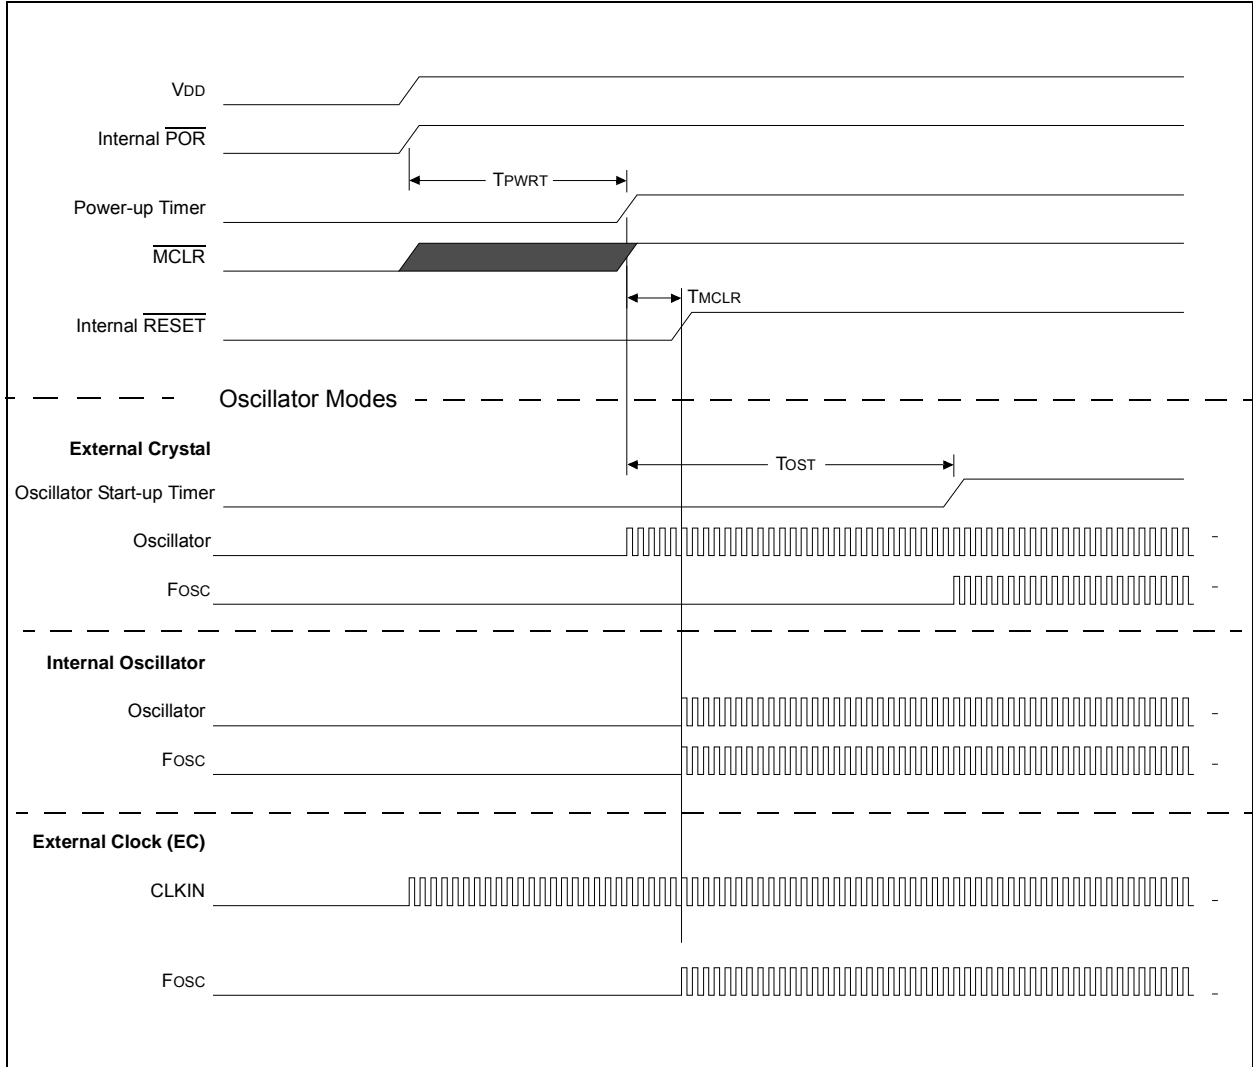 VDD
Internal POR
TPWRT
Power-up Timer
MCLR
TMCLR
Internal RESET
Oscillator Modes
External Crystal
TOST
Oscillator Start-up Timer
Oscillator
FOSC
Internal Oscillator
Oscillator
FOSC
External Clock (EC)
CLKIN
FOSC